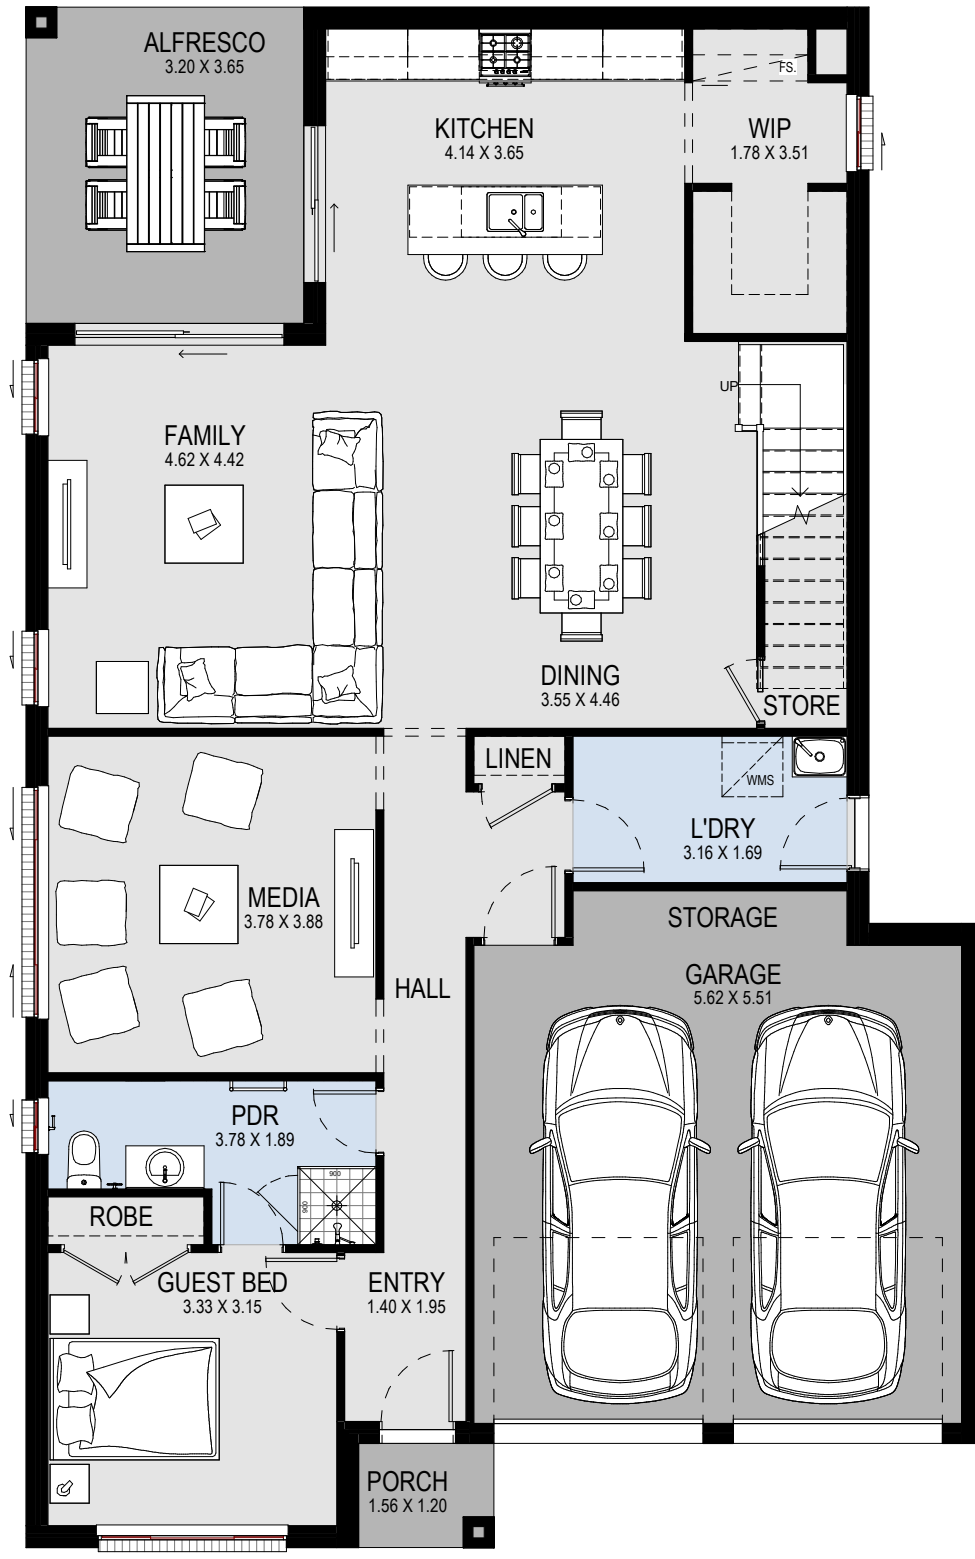 ALFRESCO
3.20 X 3.65
KITCHEN
4.14 X 3.65
FS.
WIP
1.78 X 3.51
UP
FAMILY
4.62 X 4.42
DINING
3.55 X 4.46
STORE
LINEN
WMS
L'DRY
3.16 X 1.69
MEDIA
3.78 X 3.88
STORAGE
HALL
GARAGE
5.62 X 5.51
PDR
3.78 X 1.89
900
900
ROBE
GUEST BED
3.33 X 3.15
ENTRY
1.40 X 1.95
PORCH
1.56 X 1.20